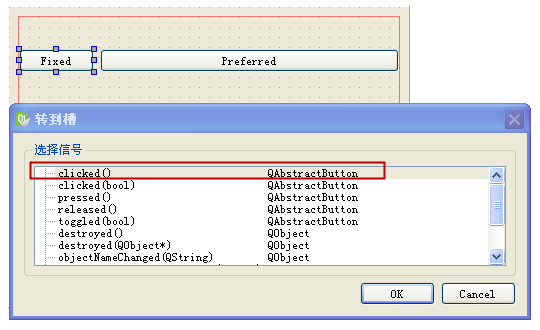 Fixed Preferred
转到槽
选择信号
clicked() QAbstractButton
clicked(bool) QAbstractButton
pressed() QAbstractButton
released() QAbstractButton
toggled(bool) QAbstractButton
destroyed() QObject
destroyed(QObject*) QObject
objectNameChanged(QString) QObject
OK Cancel